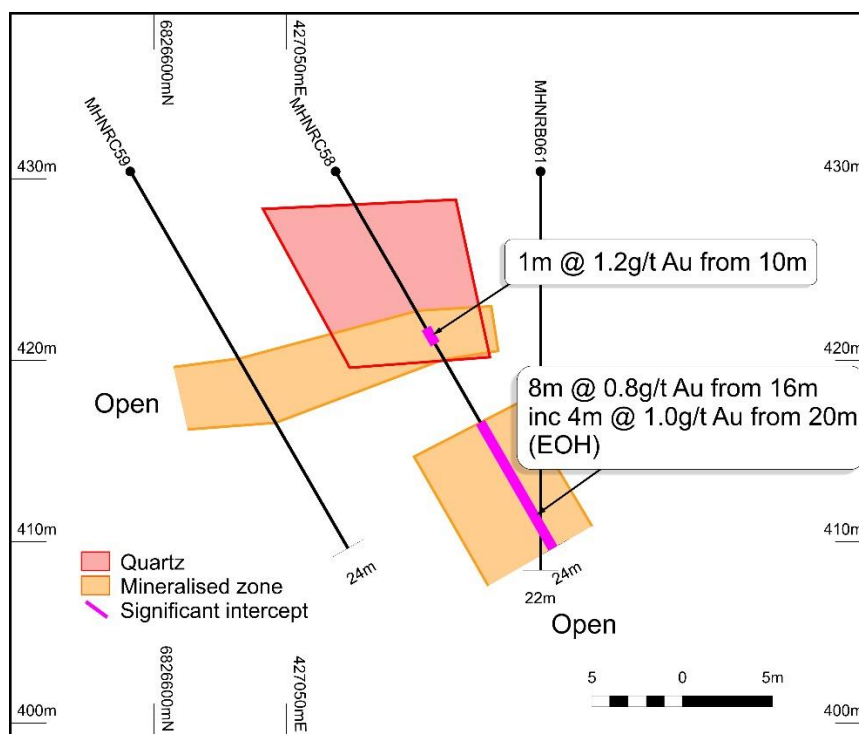 6826600mN
427050mE
MHNRC59
MHNRC58
MHNRB061
430m
430m
1m @ 1.2g/t Au from 10m
420m
420m
8m @ 0.8g/t Au from 16m
inc 4m @ 1.0g/t Au from 20m
(EOH)
Open
410m
410m
Quartz
Mineralised zone
Significant intercept
24m
24m
22m
Open
6826600mN
427050mE
5
0
5m
400m
400m